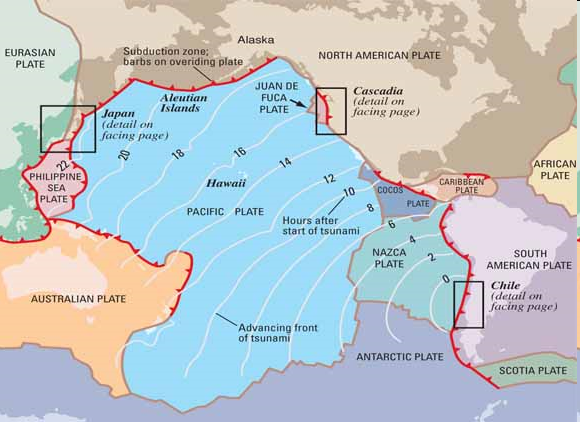 Alaska
EURASIAN
PLATE
Subduction zone;
barbs on overiding plate
NORTH AMERICAN PLATE
JUAN DE
FUCA
PLATE
Cascadia
(detail on
facing page)
Aleutian
Islands
Japan
(detail on
facing page)
22
20
18
16
14
12
10
8
6
4
2
0
PHILIPPINE
SEA
PLATE
Hawaii
PACIFIC PLATE
Hours after
start of tsunami
COCOS
PLATE
CARIBBEAN
PLATE
AFRICAN
PLATE
NAZCA
PLATE
SOUTH
AMERICAN PLATE
AUSTRALIAN PLATE
Chile
(detail on
facing page)
Advancing front
of tsunami
ANTARCTIC PLATE
SCOTIA PLATE